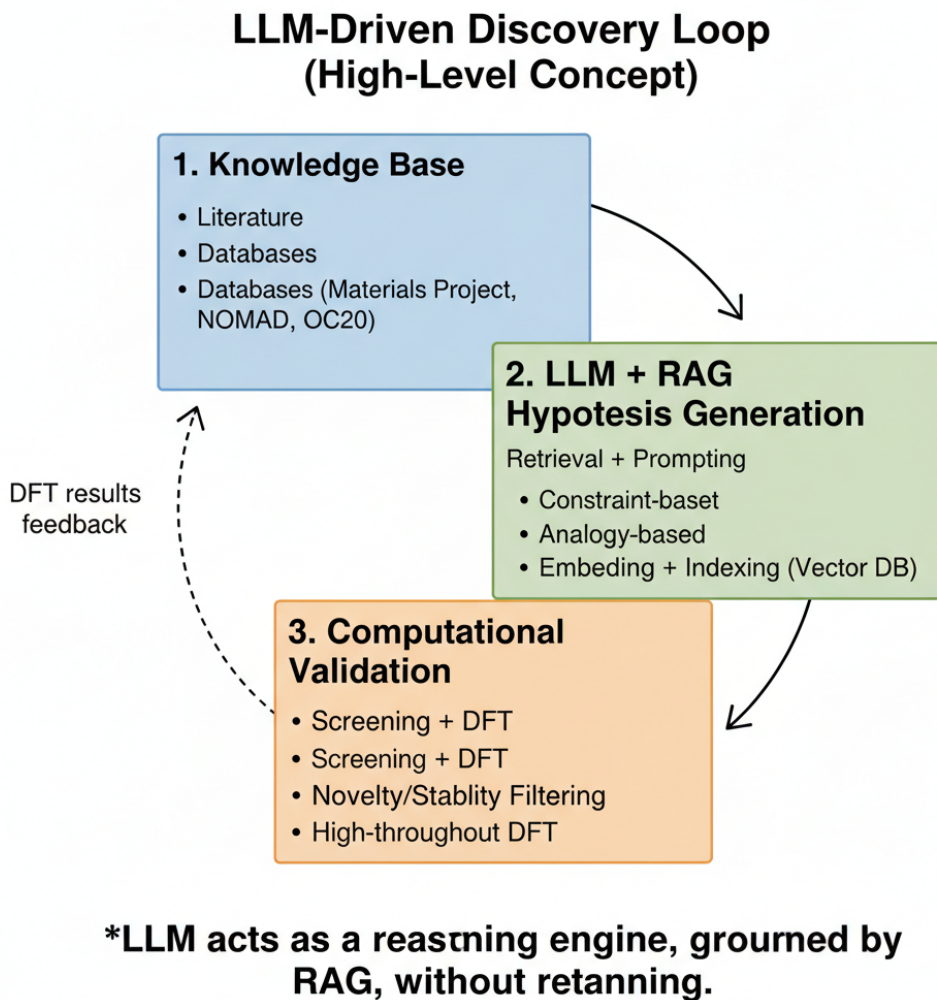 LLM-Driven Discovery Loop
(High-Level Concept)
1. Knowledge Base
• Literature
• Databases
• Databases (Materials Project,
NOMAD, OC20)
2. LLM + RAG
Hypotesis Generation
Retrieval + Prompting
• Constraint-baset
• Analogy-based
• Embeding + Indexing (Vector DB)
DFT results
feedback
3. Computational
Validation
• Screening + DFT
• Screening + DFT
• Novelty/Stablity Filtering
• High-throughout DFT
*LLM acts as a reasτning engine, grourned by
RAG, without retanning.